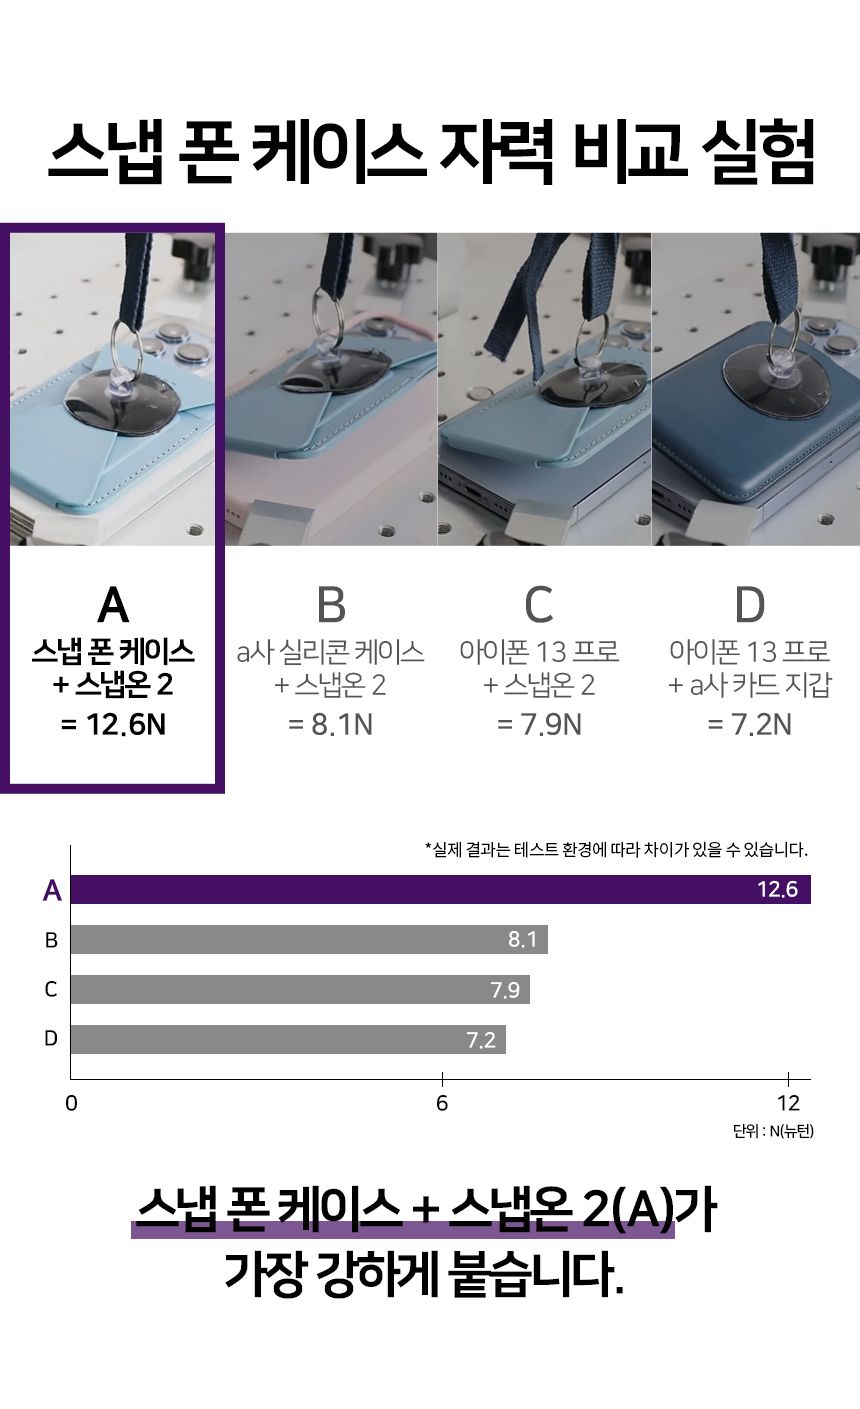 스냅 폰 케이스 자력 비교 실험
A
스냅 폰 케이스
+ 스냅온 2
= 12.6N
B
a사 실리콘 케이스
+ 스냅온 2
= 8.1N
C
아이폰 13 프로
+ 스냅온 2
= 7.9N
D
아이폰 13 프로
+ a사 카드 지갑
= 7.2N
*실제 결과는 테스트 환경에 따라 차이가 있을 수 있습니다.
A 12.6
B 8.1
C 7.9
D 7.2
0 6 12
단위 : N(뉴턴)
스냅 폰 케이스 + 스냅온 2(A)가
가장 강하게 붙습니다.